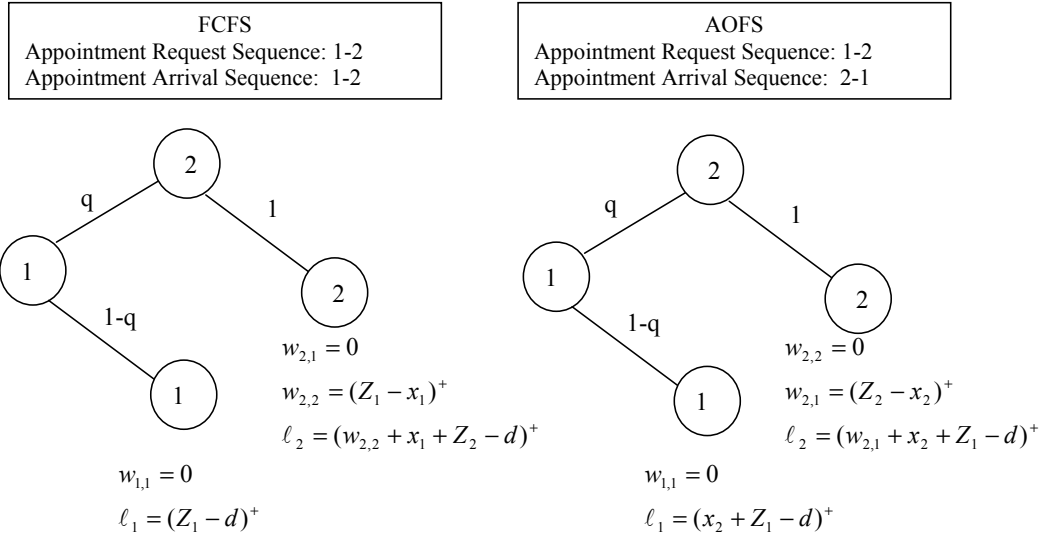 FCFS
Appointment Request Sequence: 1-2
Appointment Arrival Sequence: 1-2
2
q
1
1
2
1-q
1
w_{2,1} = 0
w_{2,2} = (Z_1 − x_1)^+
ℓ_2 = (w_{2,2} + x_1 + Z_2 − d)^+
w_{1,1} = 0
ℓ_1 = (Z_1 − d)^+
AOFS
Appointment Request Sequence: 1-2
Appointment Arrival Sequence: 2-1
2
q
1
1
2
1-q
1
w_{2,2} = 0
w_{2,1} = (Z_2 − x_2)^+
ℓ_2 = (w_{2,1} + x_2 + Z_1 − d)^+
w_{1,1} = 0
ℓ_1 = (x_2 + Z_1 − d)^+